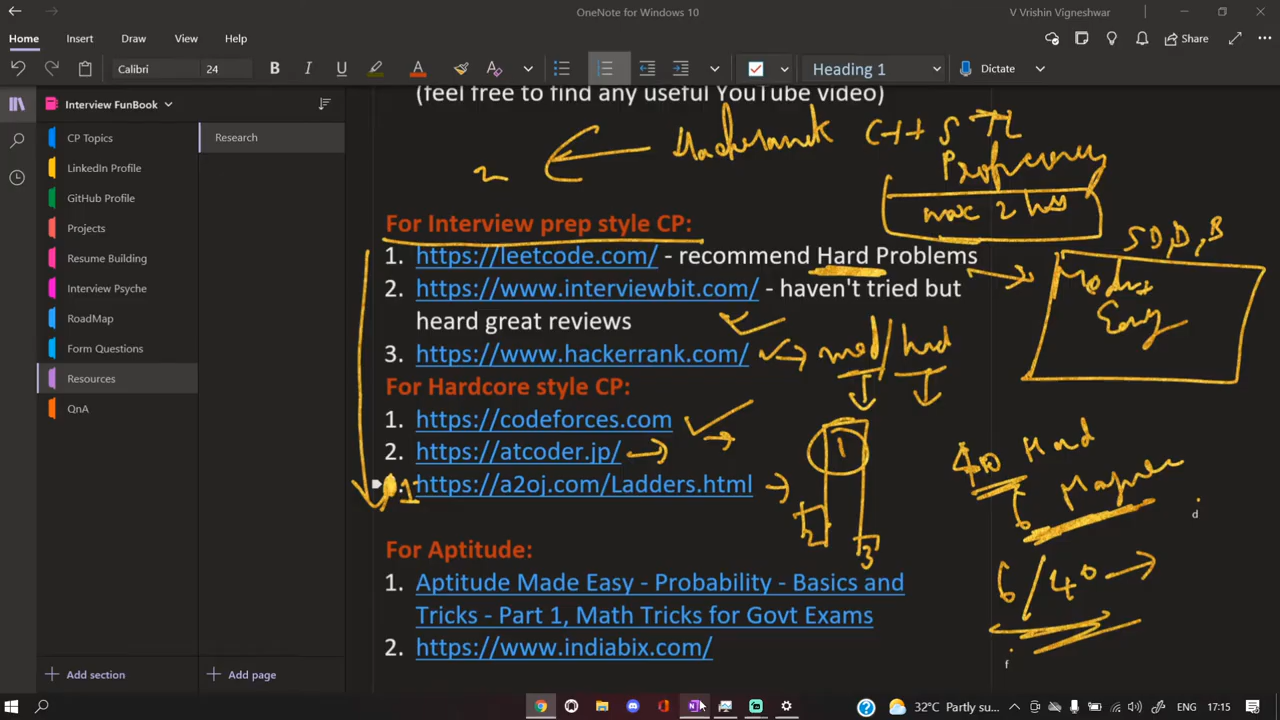 OneNote for Windows 10
V Vrishin Vigneshwar
Home Insert Draw View Help
Share
Calibri 24 B I U A A Heading 1 Dictate
Interview FunBook
CP Topics
LinkedIn Profile
GitHub Profile
Projects
Resume Building
Interview Psyche
RoadMap
Form Questions
Resources
QnA
Add section
Research
Add page
(feel free to find any useful YouTube video)
Hackerrank C++ STL
Proficiency
max 2 hrs
For Interview prep style CP:
1. https://leetcode.com/ - recommend Hard Problems
2. https://www.interviewbit.com/ - haven't tried but
heard great reviews
3. https://www.hackerrank.com/
med/hard
SD, D, B
Easy
For Hardcore style CP:
1. https://codeforces.com
2. https://atcoder.jp/
1. https://a2oj.com/Ladders.html
1
2
3
40 Hard
6
6/40
d
f
For Aptitude:
1. Aptitude Made Easy - Probability - Basics and
Tricks - Part 1, Math Tricks for Govt Exams
2. https://www.indiabix.com/
32°C Partly su... ENG 17:15